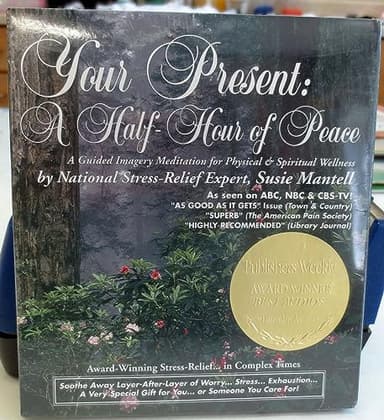 Your Present:
A Half-Hour of Peace
A Guided Imagery Meditation for Physical & Spiritual Wellness
by National Stress-Relief Expert, Susie Mantell
As seen on ABC, NBC & CBS-TV!
"AS GOOD AS IT GETS" Issue (Town & Country)
"SUPERB" (The American Pain Society)
"HIGHLY RECOMMENDED" (Library Journal)
Publishers Weekly
AWARD WINNER
BEST AUDIOS
Award-Winning Stress-Relief... in Complex Times
Soothe Away Layer-After-Layer of Worry... Stress... Exhaustion...
A Very Special Gift for You... or Someone You Care For!